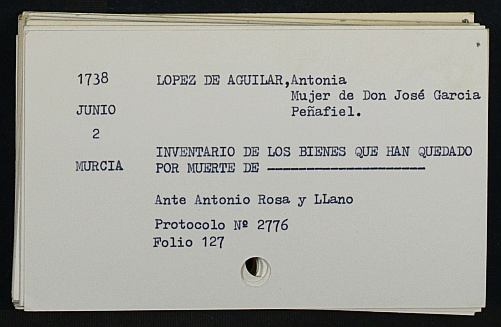 1738 LOPEZ DE AGUILAR, Antonia
Mujer de Don José Garcia
JUNIO Peñafiel.
2
INVENTARIO DE LOS BIENES QUE HAN QUEDADO
MURCIA POR MUERTE DE --------------------
Ante Antonio Rosa y LLano
Protocolo Nº 2776
Folio 127